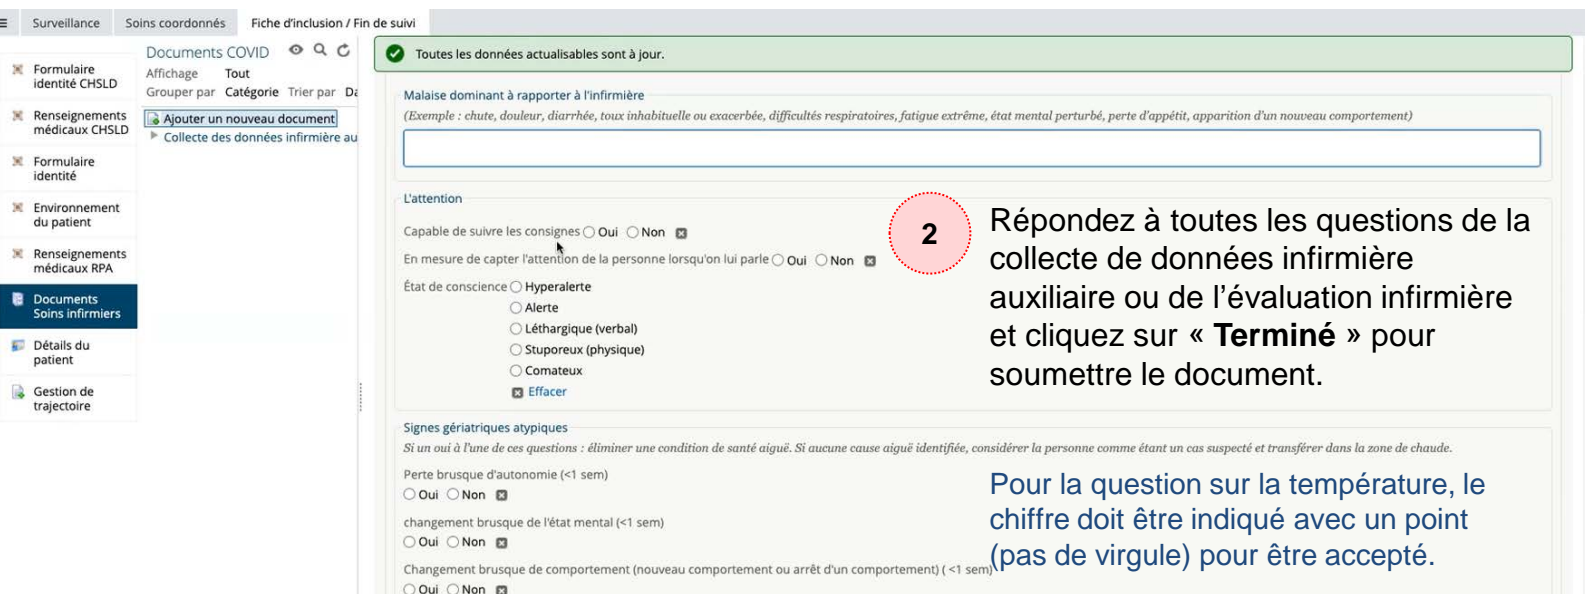 Surveillance
Soins coordonnés
Fiche d'inclusion / Fin de suivi
Formulaire
identité CHSLD
Renseignements
médicaux CHSLD
Formulaire
identité
Environnement
du patient
Renseignements
médicaux RPA
Documents
Soins infirmiers
Détails du
patient
Gestion de
trajectoire
Documents COVID
Affichage Tout
Grouper par Catégorie Trier par Da
Ajouter un nouveau document
Collecte des données infirmière au
Toutes les données actualisables sont à jour.
Malaise dominant à rapporter à l'infirmière
(Exemple : chute, douleur, diarrhée, toux inhabituelle ou exacerbée, difficultés respiratoires, fatigue extrême, état mental perturbé, perte d'appétit, apparition d'un nouveau comportement)
L'attention
Capable de suivre les consignes Oui Non
En mesure de capter l'attention de la personne lorsqu'on lui parle Oui Non
État de conscience Hyperalerte
Alerte
Léthargique (verbal)
Stuporeux (physique)
Comateux
Effacer
Signes gériatriques atypiques
Si un oui à l'une de ces questions : éliminer une condition de santé aiguë. Si aucune cause aiguë identifiée, considérer la personne comme étant un cas suspecté et transférer dans la zone de chaude.
Perte brusque d'autonomie (<1 sem)
Oui Non
changement brusque de l'état mental (<1 sem)
Oui Non
Changement brusque de comportement (nouveau comportement ou arrêt d'un comportement) ( <1 sem)
Oui Non
2
Répondez à toutes les questions de la
collecte de données infirmière
auxiliaire ou de l'évaluation infirmière
et cliquez sur « Terminé » pour
soumettre le document.
Pour la question sur la température, le
chiffre doit être indiqué avec un point
(pas de virgule) pour être accepté.